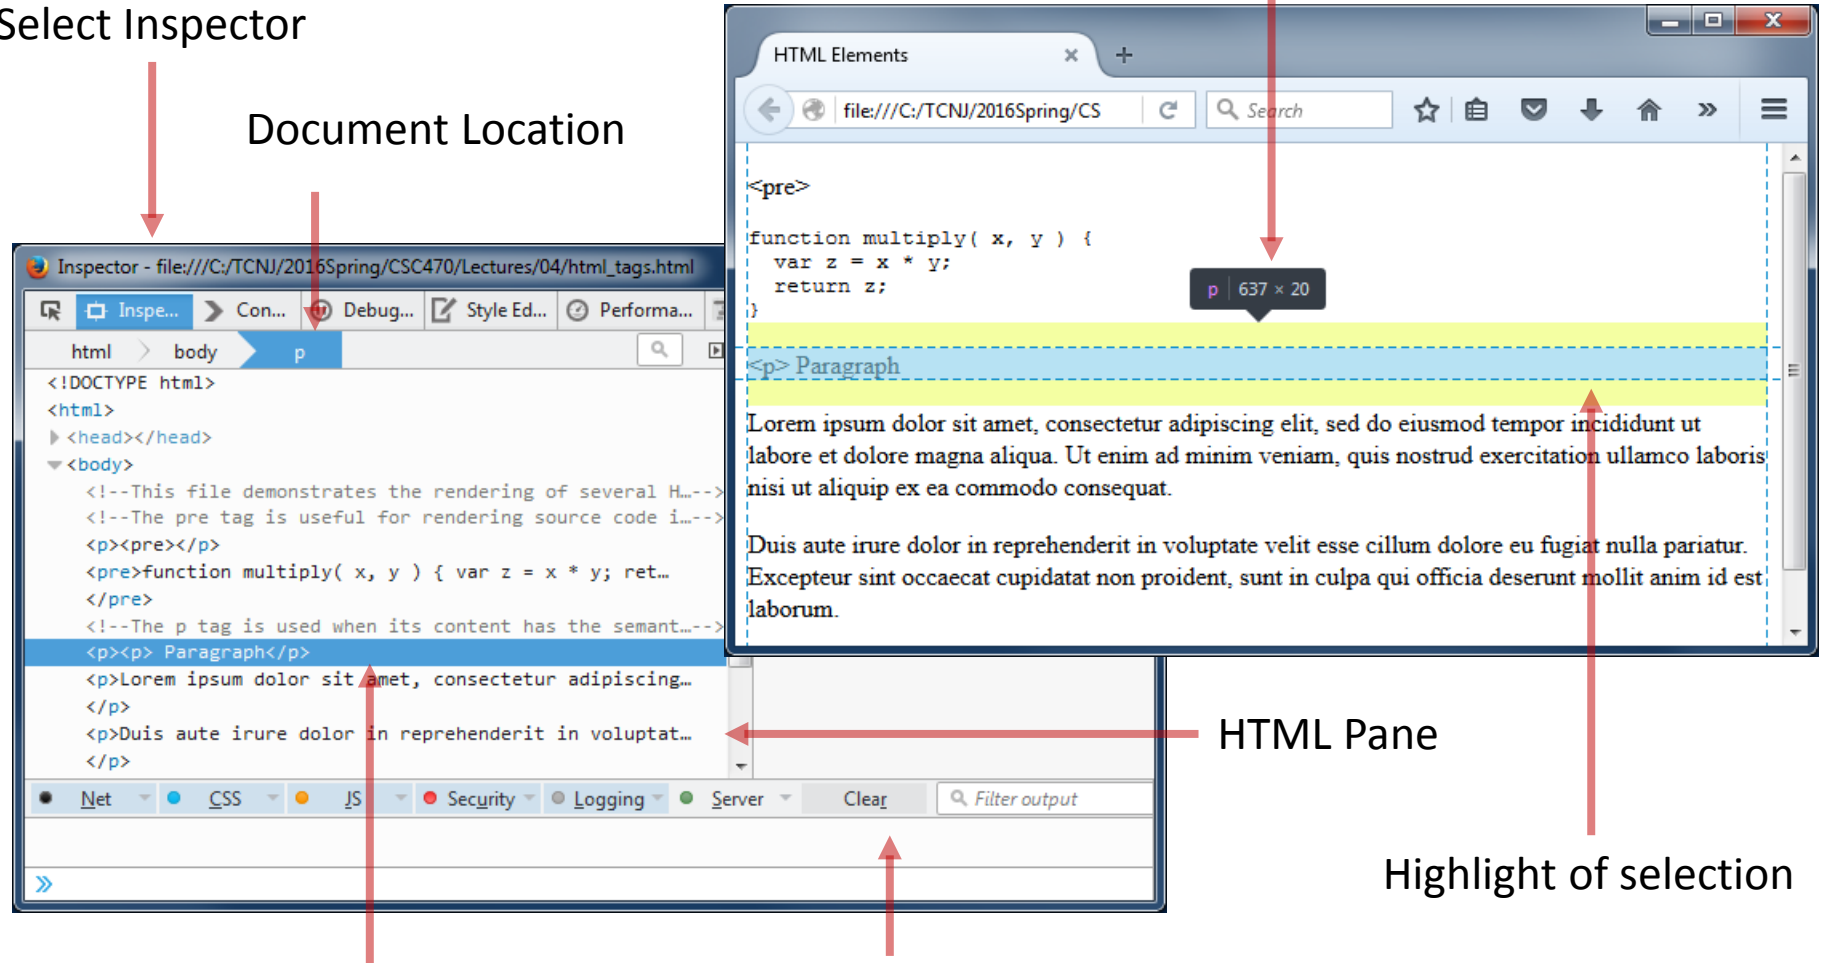 Select Inspector
Document Location
Inspector - file:///C:/TCNJ/2016Spring/CSC470/Lectures/04/html_tags.html
Inspe... Con... Debug... Style Ed... Performa...
html body p
<!DOCTYPE html>
<html>
<head></head>
<body>
<!--This file demonstrates the rendering of several H…-->
<!--The pre tag is useful for rendering source code i…-->
<p><pre></p>
<pre>function multiply( x, y ) { var z = x * y; ret…
</pre>
<!--The p tag is used when its content has the semant…-->
<p><p> Paragraph</p>
<p>Lorem ipsum dolor sit amet, consectetur adipiscing…
</p>
<p>Duis aute irure dolor in reprehenderit in voluptat…
</p>
Net CSS JS Security Logging Server Clear Filter output
HTML Elements
file:///C:/TCNJ/2016Spring/CS Search
<pre>
function multiply( x, y ) {
var z = x * y;
return z;
}
p 637 × 20
<p> Paragraph
Lorem ipsum dolor sit amet, consectetur adipiscing elit, sed do eiusmod tempor incididunt ut
labore et dolore magna aliqua. Ut enim ad minim veniam, quis nostrud exercitation ullamco laboris
nisi ut aliquip ex ea commodo consequat.
Duis aute irure dolor in reprehenderit in voluptate velit esse cillum dolore eu fugiat nulla pariatur.
Excepteur sint occaecat cupidatat non proident, sunt in culpa qui officia deserunt mollit anim id est
laborum.
HTML Pane
Highlight of selection